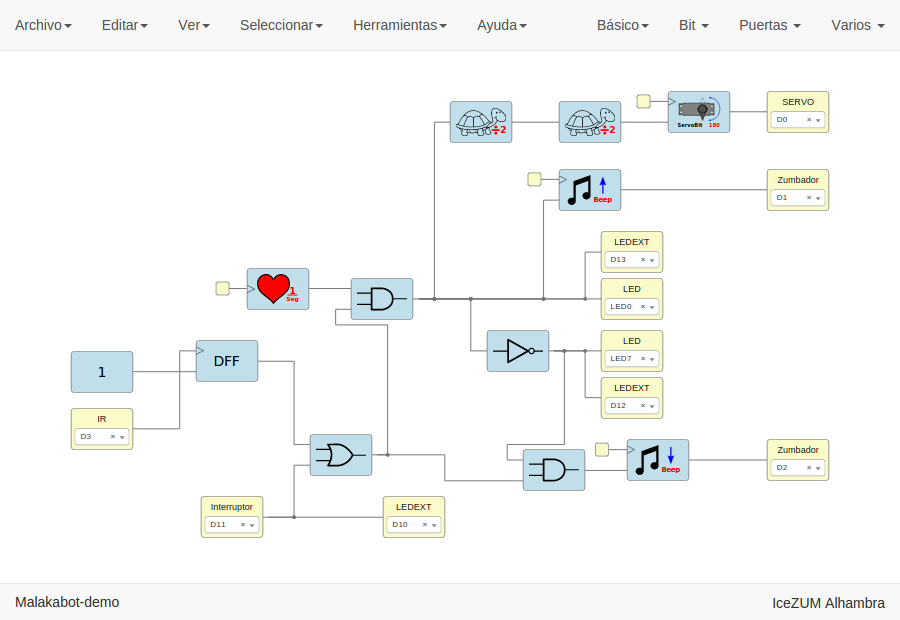 Archivo Editar Ver Seleccionar Herramientas Ayuda Básico Bit Puertas Varios
÷2
÷2
ServoBit 180
SERVO
D0 ×
Beep
Zumbador
D1 ×
LEDEXT
D13 ×
1
Seg
LED
LED0 ×
LED
LED7 ×
1
DFF
LEDEXT
D12 ×
IR
D3 ×
Beep
Zumbador
D2 ×
Interruptor
D11 ×
LEDEXT
D10 ×
Malakabot-demo
IceZUM Alhambra